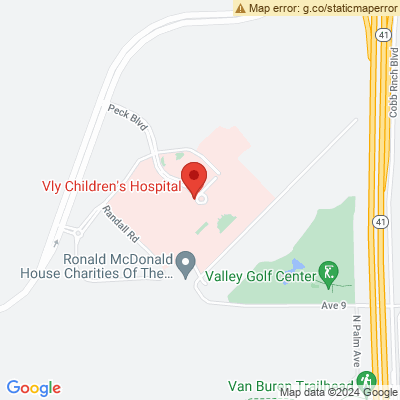 Map error: g.co/staticmaperror
41
Cobb Rnch Blvd
Peck Blvd
Vly Children's Hospital
Randall Rd
41
Ronald McDonald
House Charities Of The...
Valley Golf Center
Ave 9
N Palm Ave
Van Buren Trailhead
Google
Map data ©2024 Google